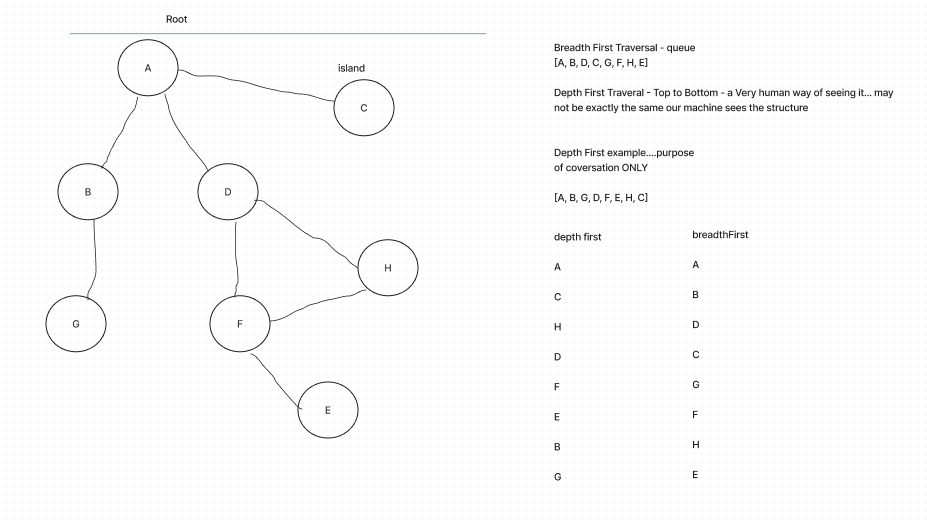 Root
A
island
C
B
D
H
G
F
E
Breadth First Traversal - queue
[A, B, D, C, G, F, H, E]
Depth First Traveral - Top to Bottom - a Very human way of seeing it... may
not be exactly the same our machine sees the structure
Depth First example....purpose
of coversation ONLY
[A, B, G, D, F, E, H, C]
depth first
A
C
H
D
F
E
B
G
breadthFirst
A
B
D
C
G
F
H
E